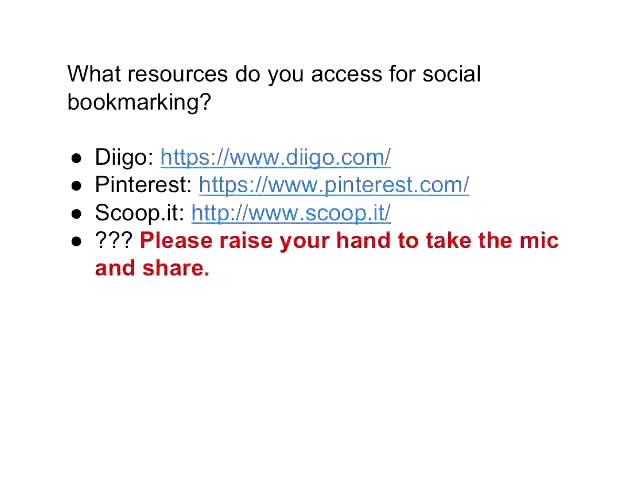 What resources do you access for social
bookmarking?
● Diigo: https://www.diigo.com/
● Pinterest: https://www.pinterest.com/
● Scoop.it: http://www.scoop.it/
● ??? Please raise your hand to take the mic
and share.